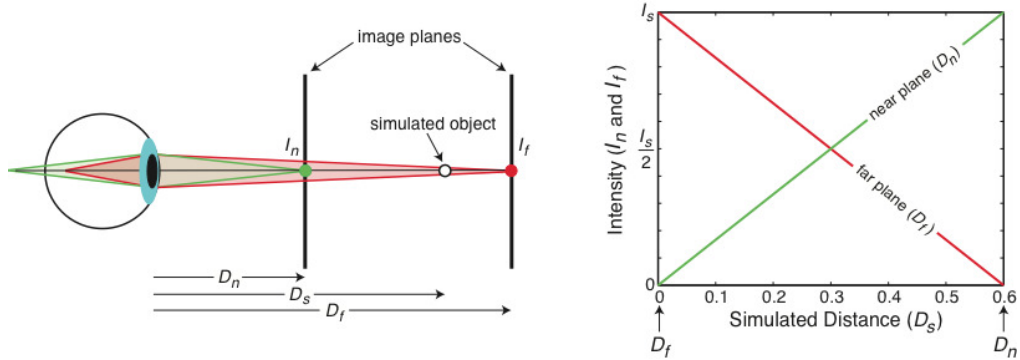 image planes
simulated object
I_n
I_f
D_n
D_s
D_f
I_s
I_s
2
0
Intensity (I_n and I_f)
near plane (D_n)
far plane (D_f)
0 0.1 0.2 0.3 0.4 0.5 0.6
Simulated Distance (D_s)
D_f
D_n